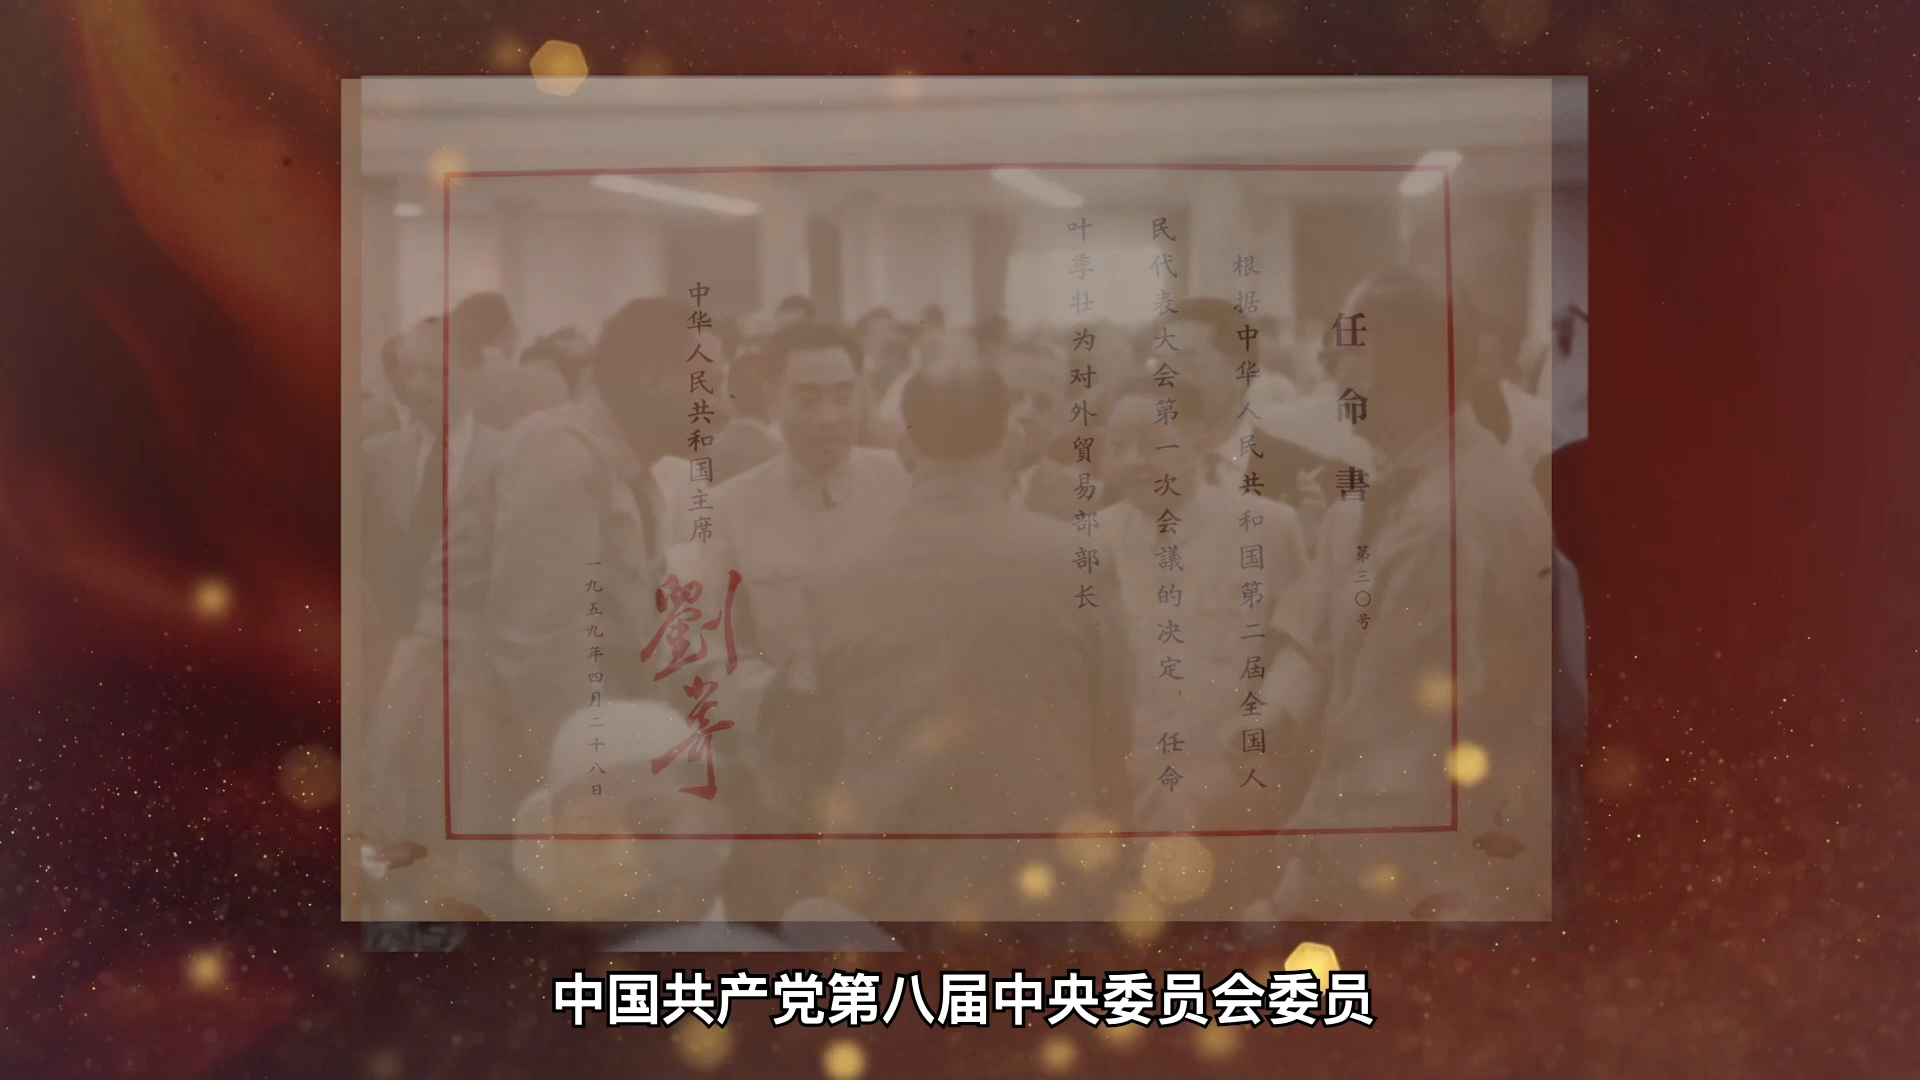 任命書
第三〇号
根据中华人民共和国第二届全国人
民代表大会第一次会議的决定，任命
叶季壮为对外貿易部部长
中华人民共和国主席
劉少奇
一九五九年四月二十八日
中国共产党第八届中央委员会委员